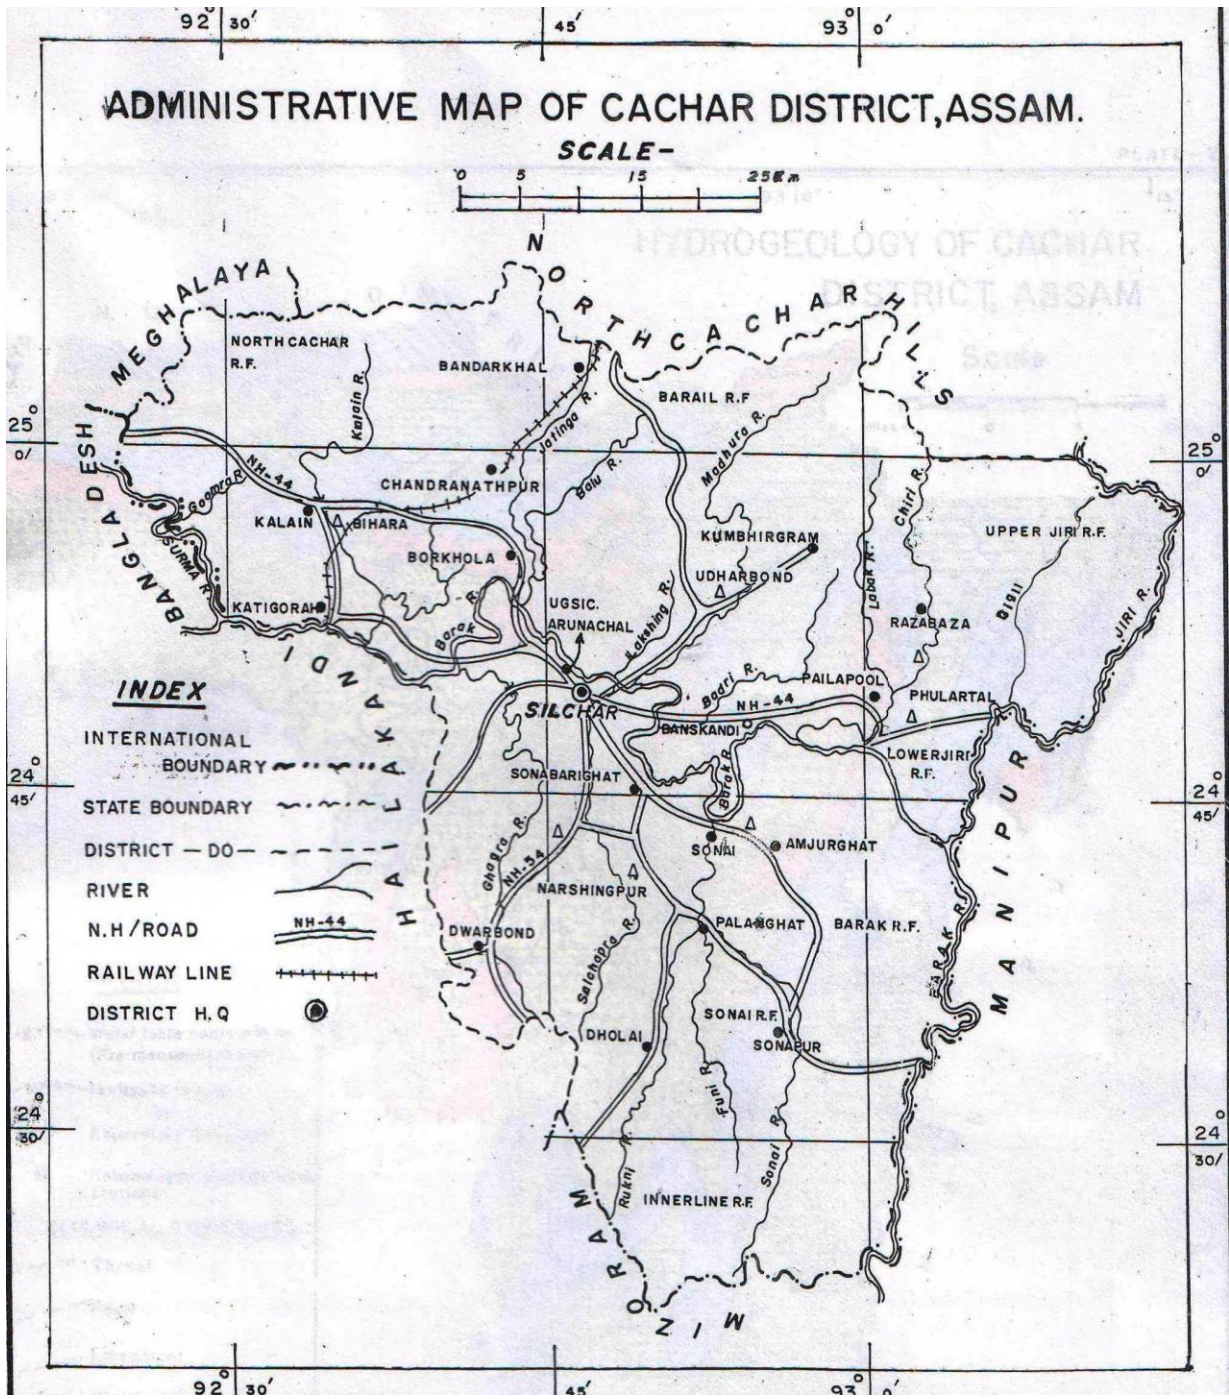 92° 30' 45' 93° 0'
ADMINISTRATIVE MAP OF CACHAR DISTRICT, ASSAM.
SCALE-
0 5 15 25 Km
PLATE -
HYDROGEOLOGY OF CACHAR
DISTRICT, ASSAM
Scale
MEGHALAYA
NORTH CACHAR HILLS
NORTH CACHAR
R.F.
BANDARKHAL
BARAIL R.F
Kalain R.
Jatinga R.
Madhura R.
25° 0'
25° 0'
BANGLADESH
NH-44
Goomra R.
Balu R.
Chiri R.
CHANDRANATHPUR
KALAIN
BIHARA
KUMBHIRGRAM
UPPER JIRI R.F.
SURMA R.
BORKHOLA
UDHARBOND
Labak R.
Digli
JIRI R.
KATIGORAH
Barak R.
UGSIC.
ARUNACHAL
Lakshing R.
RAZABAZA
HAILAKANDI
Badri R.
PAILAPOOL
PHULARTAL
SILCHAR
NH-44
BANSKANDI
LOWER JIRI
R.F.
24° 45'
24° 45'
SONABARIGHAT
Barak R.
MANIPUR
Ghagra R.
SONAI
AMJURGHAT
NH.54
NARSHINGPUR
DWARBOND
PALANGHAT
BARAK R.F.
BARAK R.
Salchapra R.
SONAI R.F.
SONAPUR
DHOLAI
Funi R.
24° 30'
24° 30'
Rukni R.
Sonai R.
INNERLINE R.F.
MIZORAM
INDEX
INTERNATIONAL
BOUNDARY
STATE BOUNDARY
DISTRICT - DO -
RIVER
N.H/ROAD NH-44
RAILWAY LINE
DISTRICT H.Q
92° 30' 45' 93° 0'